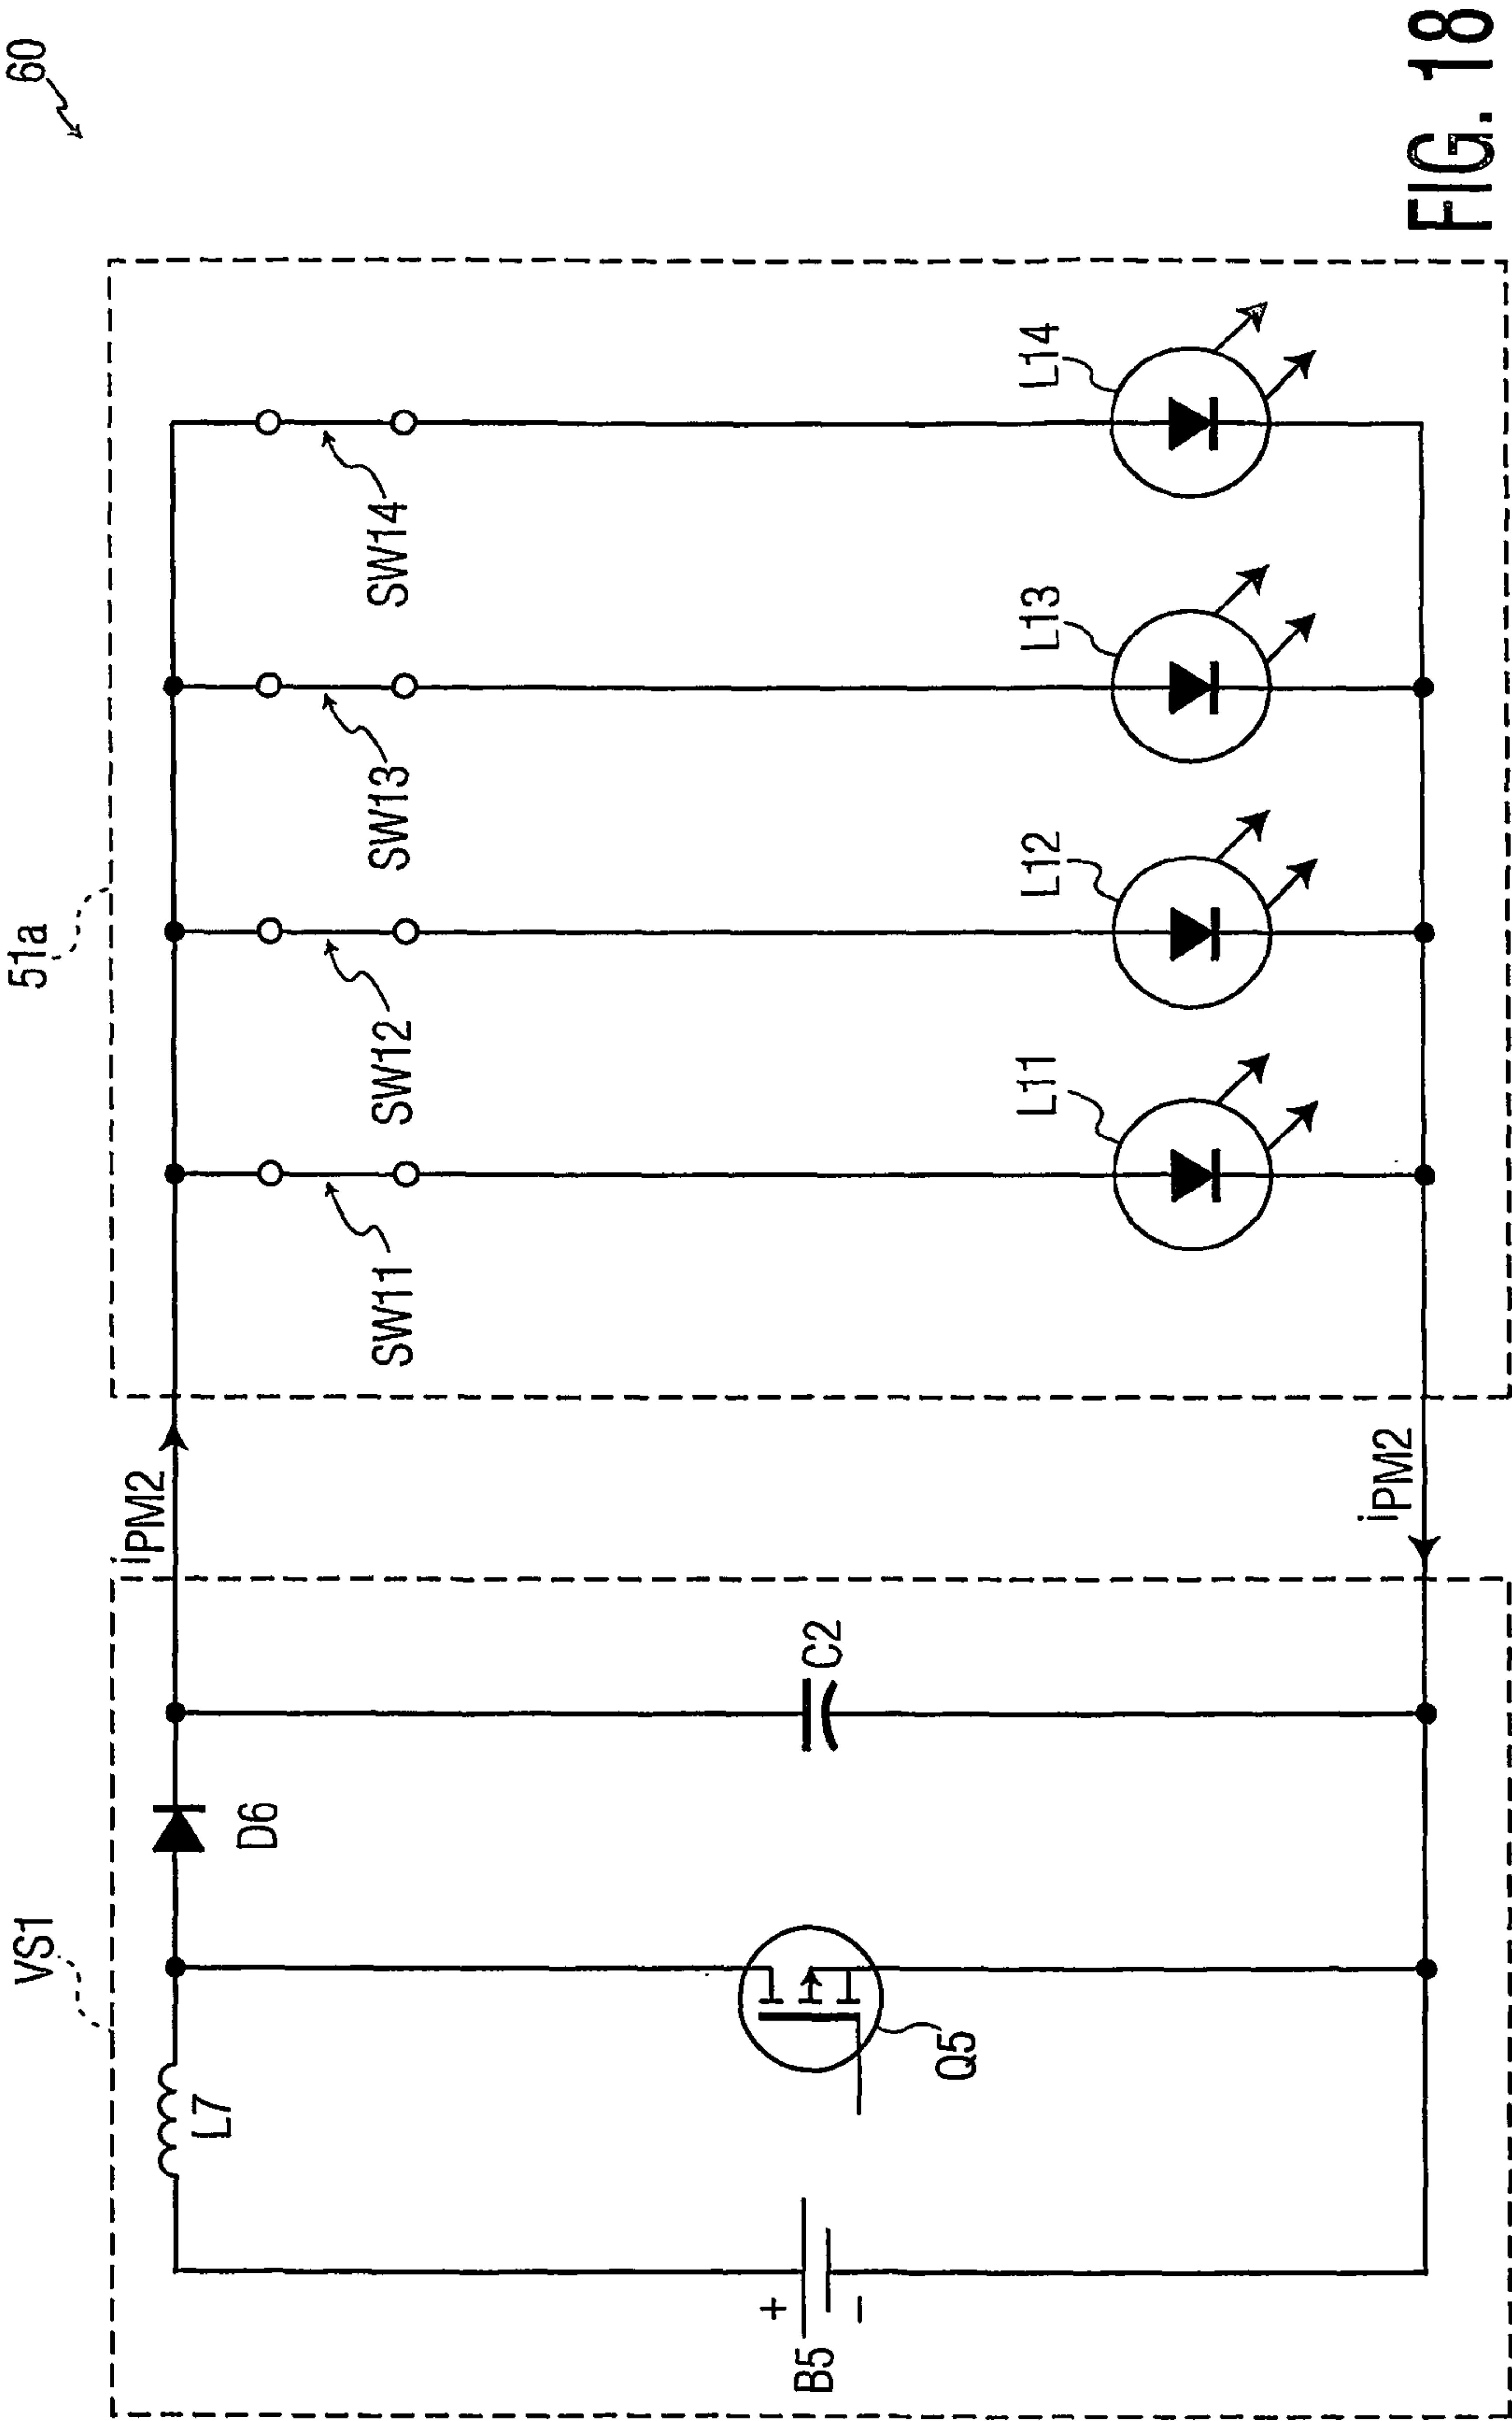 60
VS1
51a
iPM2
L7
D6
SW11
SW12
SW13
SW14
+
B5
−
Q5
C2
L11
L12
L13
L14
iPM2
FIG. 18